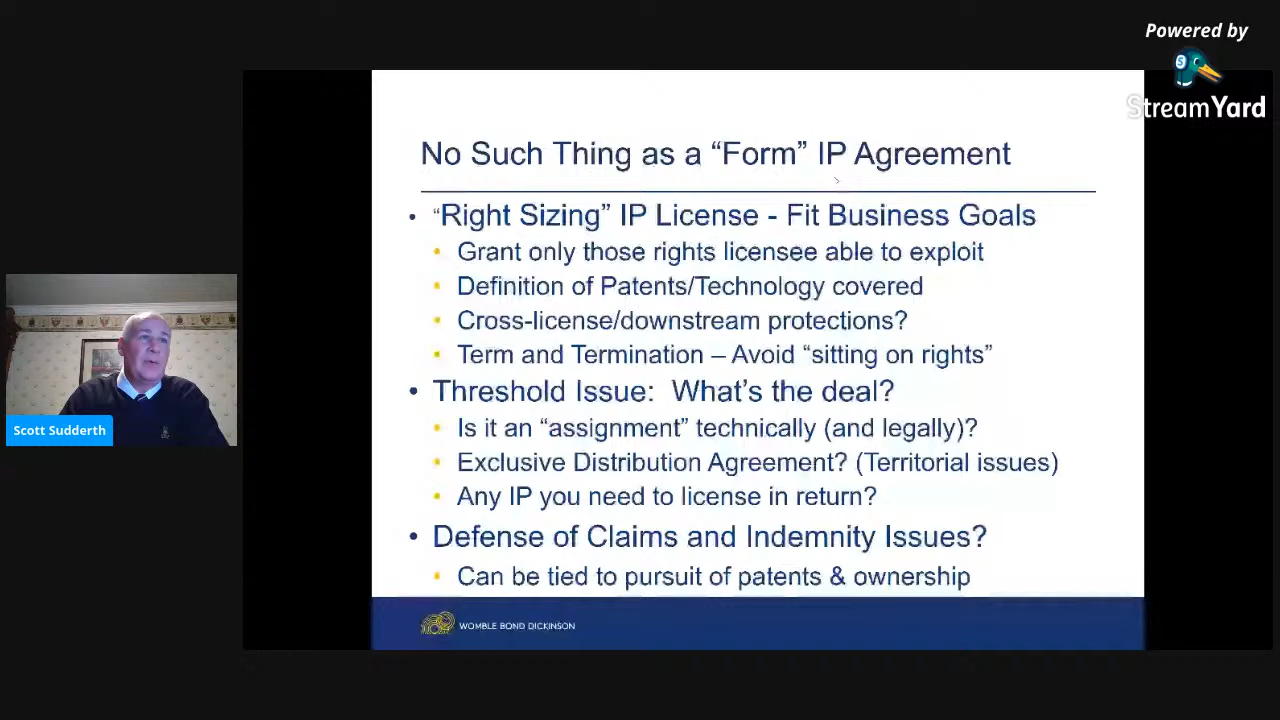 Powered by
StreamYard
No Such Thing as a “Form” IP Agreement
• “Right Sizing” IP License - Fit Business Goals
• Grant only those rights licensee able to exploit
• Definition of Patents/Technology covered
• Cross-license/downstream protections?
• Term and Termination – Avoid “sitting on rights”
• Threshold Issue:  What’s the deal?
• Is it an “assignment” technically (and legally)?
• Exclusive Distribution Agreement? (Territorial issues)
• Any IP you need to license in return?
• Defense of Claims and Indemnity Issues?
• Can be tied to pursuit of patents & ownership
WOMBLE BOND DICKINSON
Scott Sudderth